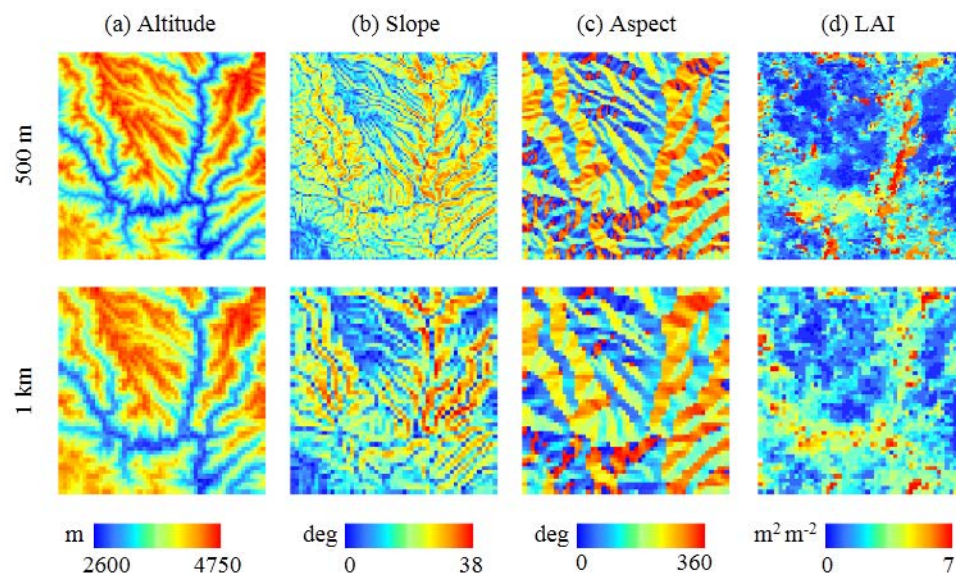 (a) Altitude (b) Slope (c) Aspect (d) LAI
500 m
1 km
m deg deg m² m⁻²
2600 4750 0 38 0 360 0 7